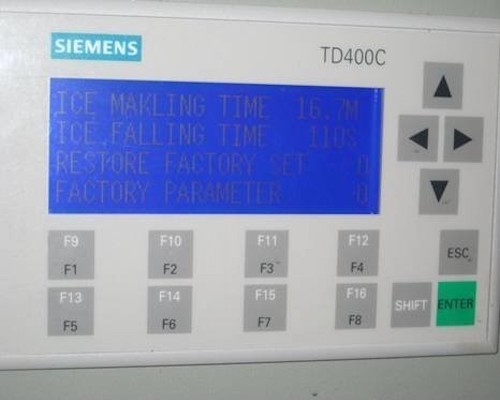 SIEMENS
TD400C
ICE MAKLING TIME 16.7M
ICE FALLING TIME 110S
RESTORE FACTORY SET 0
FACTORY PARAMETER 0
F9 F10 F11 F12
F1 F2 F3 F4 ESC
F13 F14 F15 F16
SHIFT ENTER
F5 F6 F7 F8